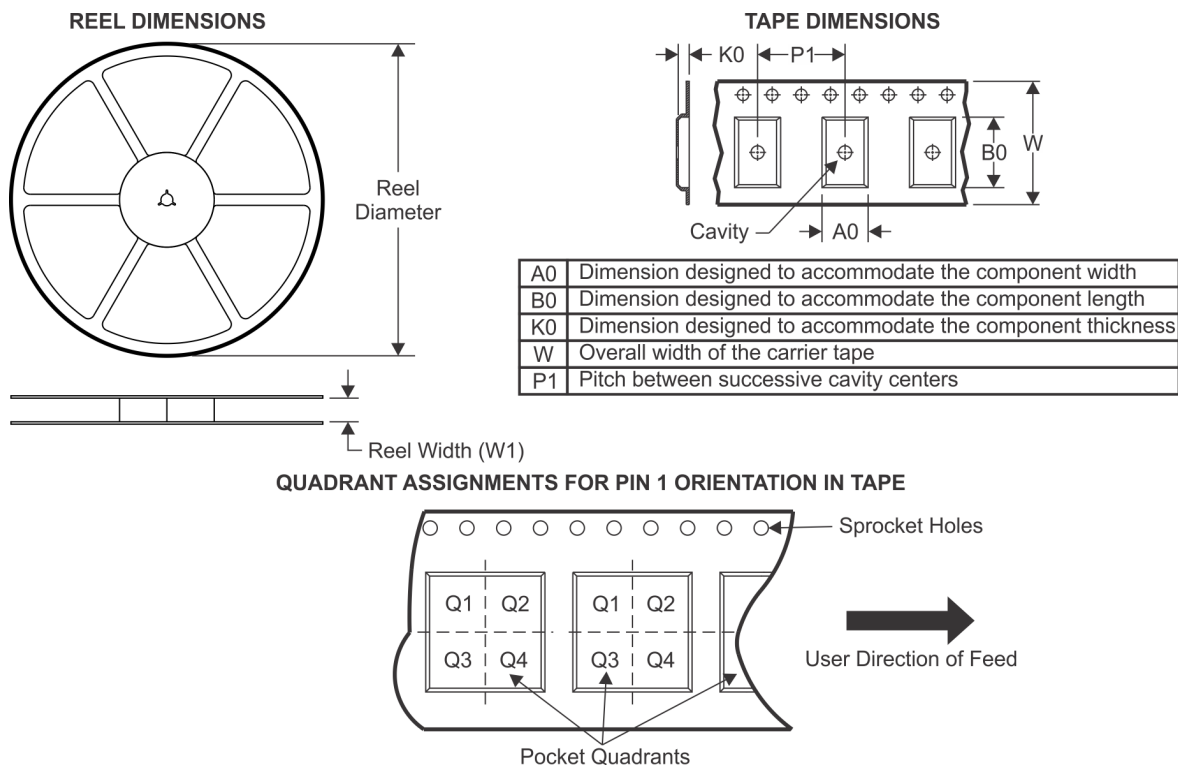 REEL DIMENSIONS
Reel
Diameter
Reel Width (W1)
TAPE DIMENSIONS
K0
P1
B0
W
Cavity
A0
A0 Dimension designed to accommodate the component width
B0 Dimension designed to accommodate the component length
K0 Dimension designed to accommodate the component thickness
W Overall width of the carrier tape
P1 Pitch between successive cavity centers
QUADRANT ASSIGNMENTS FOR PIN 1 ORIENTATION IN TAPE
Sprocket Holes
Q1 Q2 Q1 Q2
Q3 Q4 Q3 Q4
User Direction of Feed
Pocket Quadrants